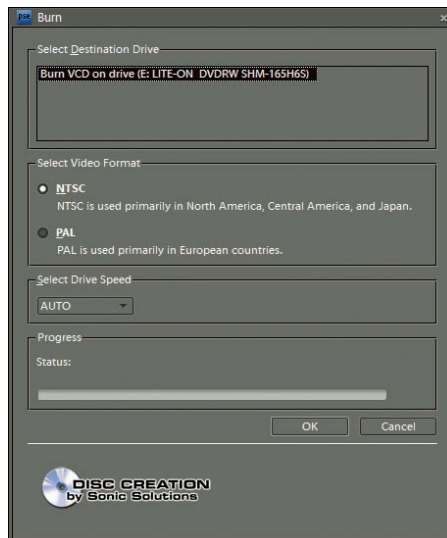 pse Burn
Select Destination Drive
Burn VCD on drive (E: LITE-ON DVDRW SHM-165H6S)
Select Video Format
NTSC
NTSC is used primarily in North America, Central America, and Japan.
PAL
PAL is used primarily in European countries.
Select Drive Speed
AUTO
Progress
Status:
OK Cancel
DISC CREATION
by Sonic Solutions